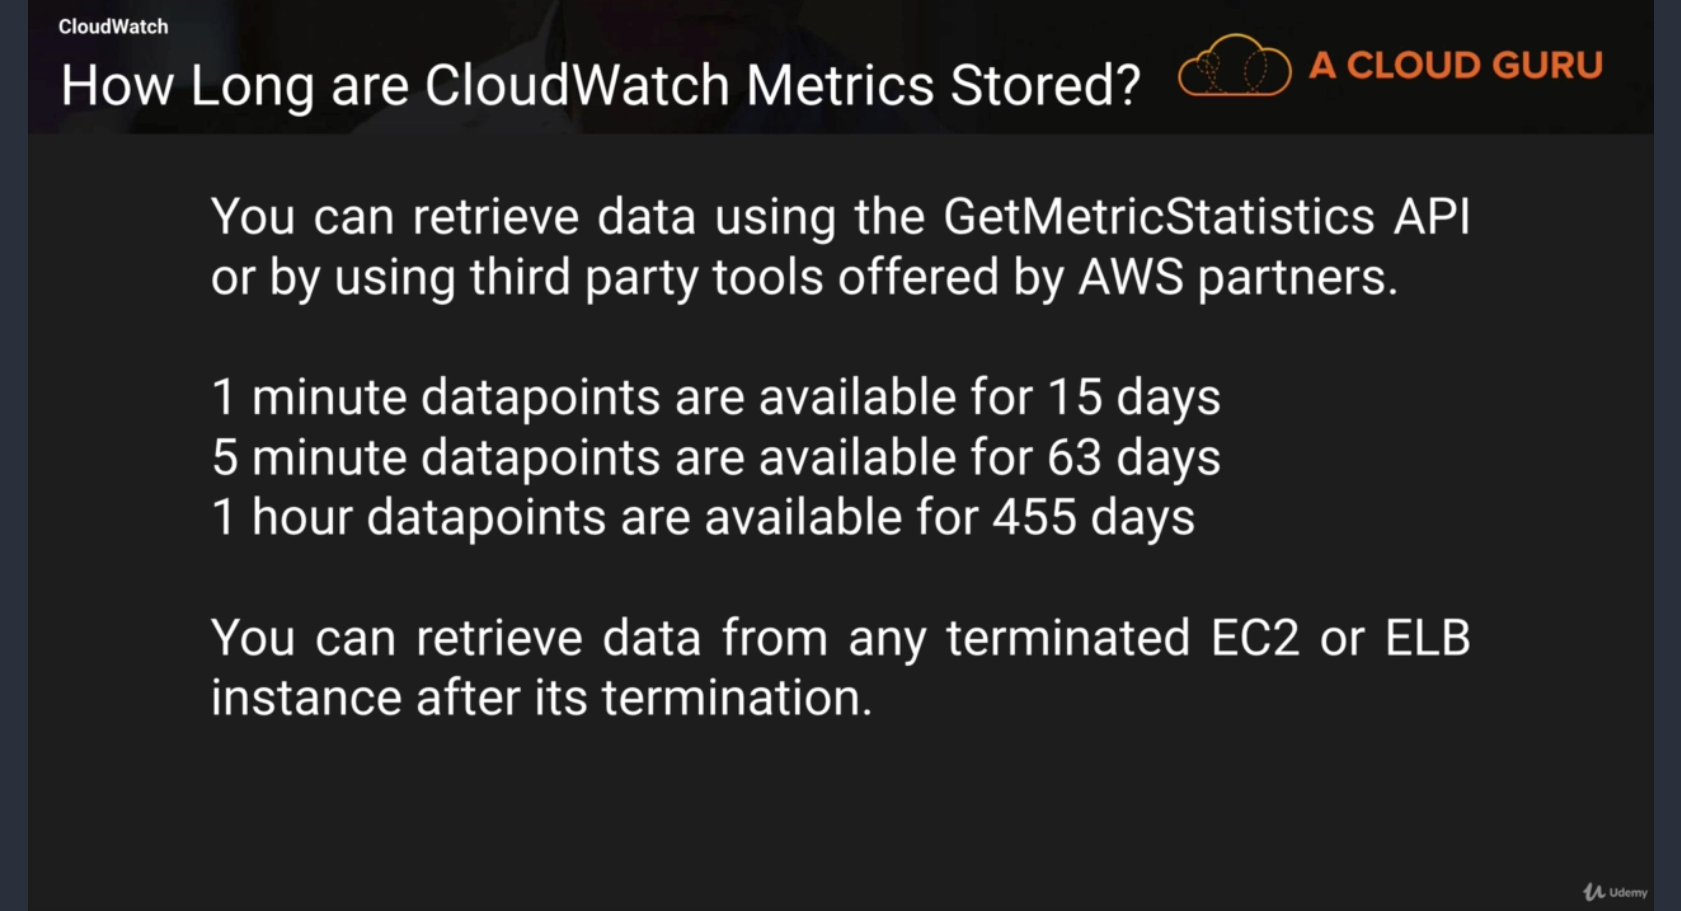 CloudWatch
How Long are CloudWatch Metrics Stored?
A CLOUD GURU
You can retrieve data using the GetMetricStatistics API
or by using third party tools offered by AWS partners.
1 minute datapoints are available for 15 days
5 minute datapoints are available for 63 days
1 hour datapoints are available for 455 days
You can retrieve data from any terminated EC2 or ELB
instance after its termination.
Udemy